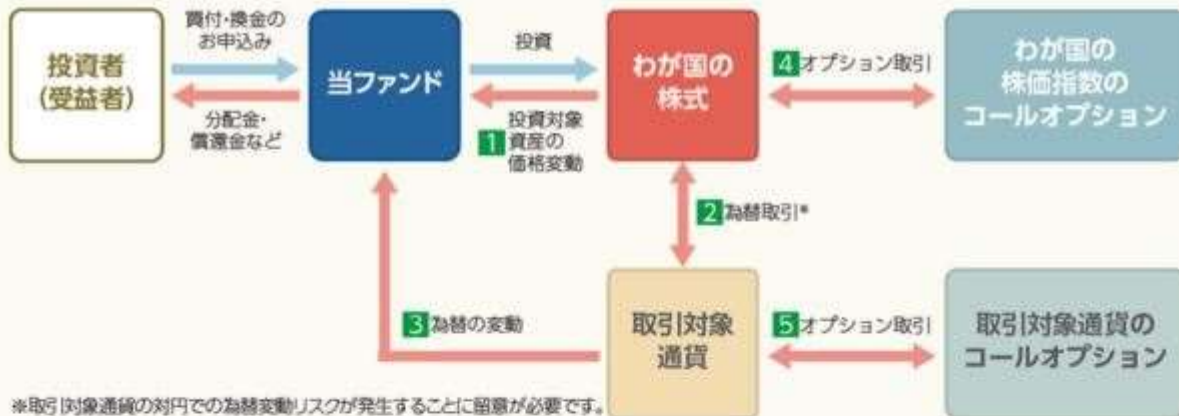 投資者
(受益者)
買付・換金の
お申込み
分配金・
償還金など
当ファンド
投資
1 投資対象
資産の
価格変動
わが国の
株式
4 オプション取引
わが国の
株価指数の
コールオプション
2 為替取引*
3 為替の変動
取引対象
通貨
5 オプション取引
取引対象通貨の
コールオプション
※取引対象通貨の対円での為替変動リスクが発生することに留意が必要です。